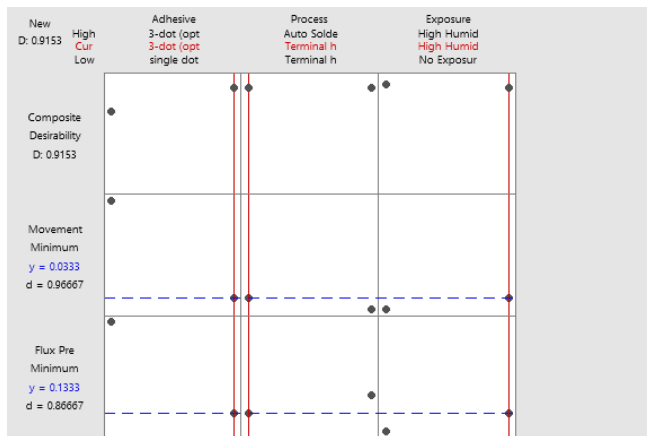 New
D: 0.9153
High
Cur
Low
Adhesive
3-dot (opt
3-dot (opt
single dot
Process
Auto Solde
Terminal h
Terminal h
Exposure
High Humid
High Humid
No Exposur
Composite
Desirability
D: 0.9153
Movement
Minimum
y = 0.0333
d = 0.96667
Flux Pre
Minimum
y = 0.1333
d = 0.86667